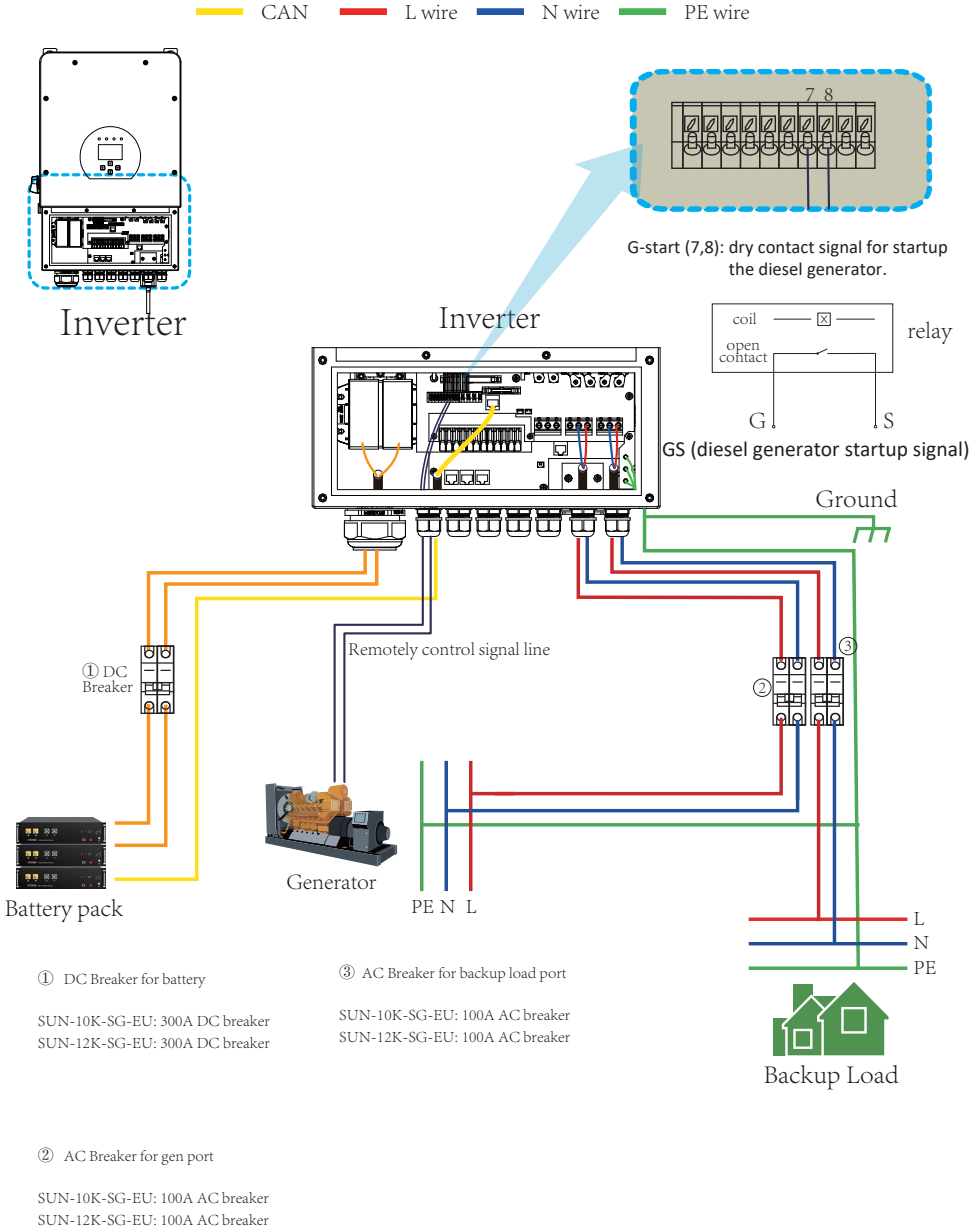 CAN L wire N wire PE wire
7 8
G-start (7,8): dry contact signal for startup
the diesel generator.
Inverter
Inverter
coil
open
contact
relay
G S
GS (diesel generator startup signal)
Ground
Remotely control signal line
① DC
Breaker
②
③
Generator
Battery pack
PE N L
L
N
PE
① DC Breaker for battery
SUN-10K-SG-EU: 300A DC breaker
SUN-12K-SG-EU: 300A DC breaker
③ AC Breaker for backup load port
SUN-10K-SG-EU: 100A AC breaker
SUN-12K-SG-EU: 100A AC breaker
Backup Load
② AC Breaker for gen port
SUN-10K-SG-EU: 100A AC breaker
SUN-12K-SG-EU: 100A AC breaker